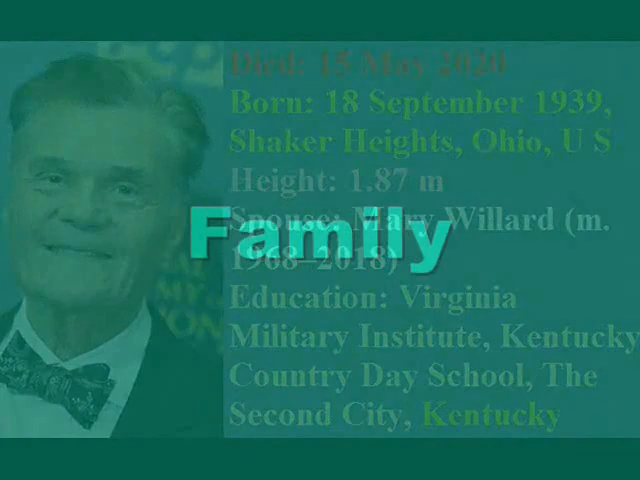 Died: 15 May 2020
Born: 18 September 1939,
Shaker Heights, Ohio, U S
Height: 1.87 m
Spouse: Mary Willard (m.
Family
1968–2018)
Education: Virginia
Military Institute, Kentucky
Country Day School, The
Second City, Kentucky